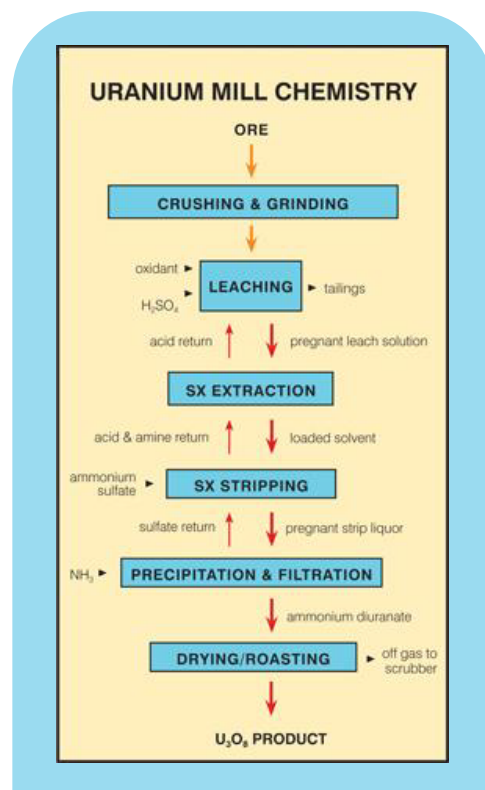 URANIUM MILL CHEMISTRY
ORE
CRUSHING & GRINDING
oxidant
H₂SO₄
LEACHING
tailings
acid return
pregnant leach solution
SX EXTRACTION
acid & amine return
loaded solvent
ammonium
sulfate
SX STRIPPING
sulfate return
pregnant strip liquor
NH₃
PRECIPITATION & FILTRATION
ammonium diuranate
DRYING/ROASTING
off gas to
scrubber
U₃O₈ PRODUCT